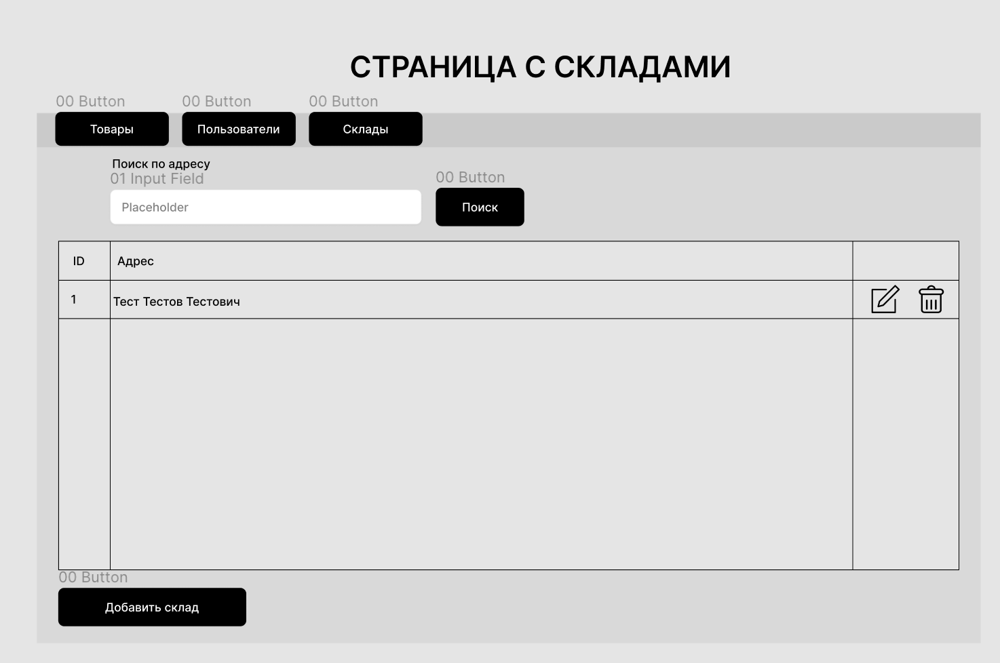 СТРАНИЦА С СКЛАДАМИ
00 Button 00 Button 00 Button
Товары Пользователи Склады
Поиск по адресу
01 Input Field 00 Button
Placeholder Поиск
ID Адрес
1 Тест Тестов Тестович
00 Button
Добавить склад